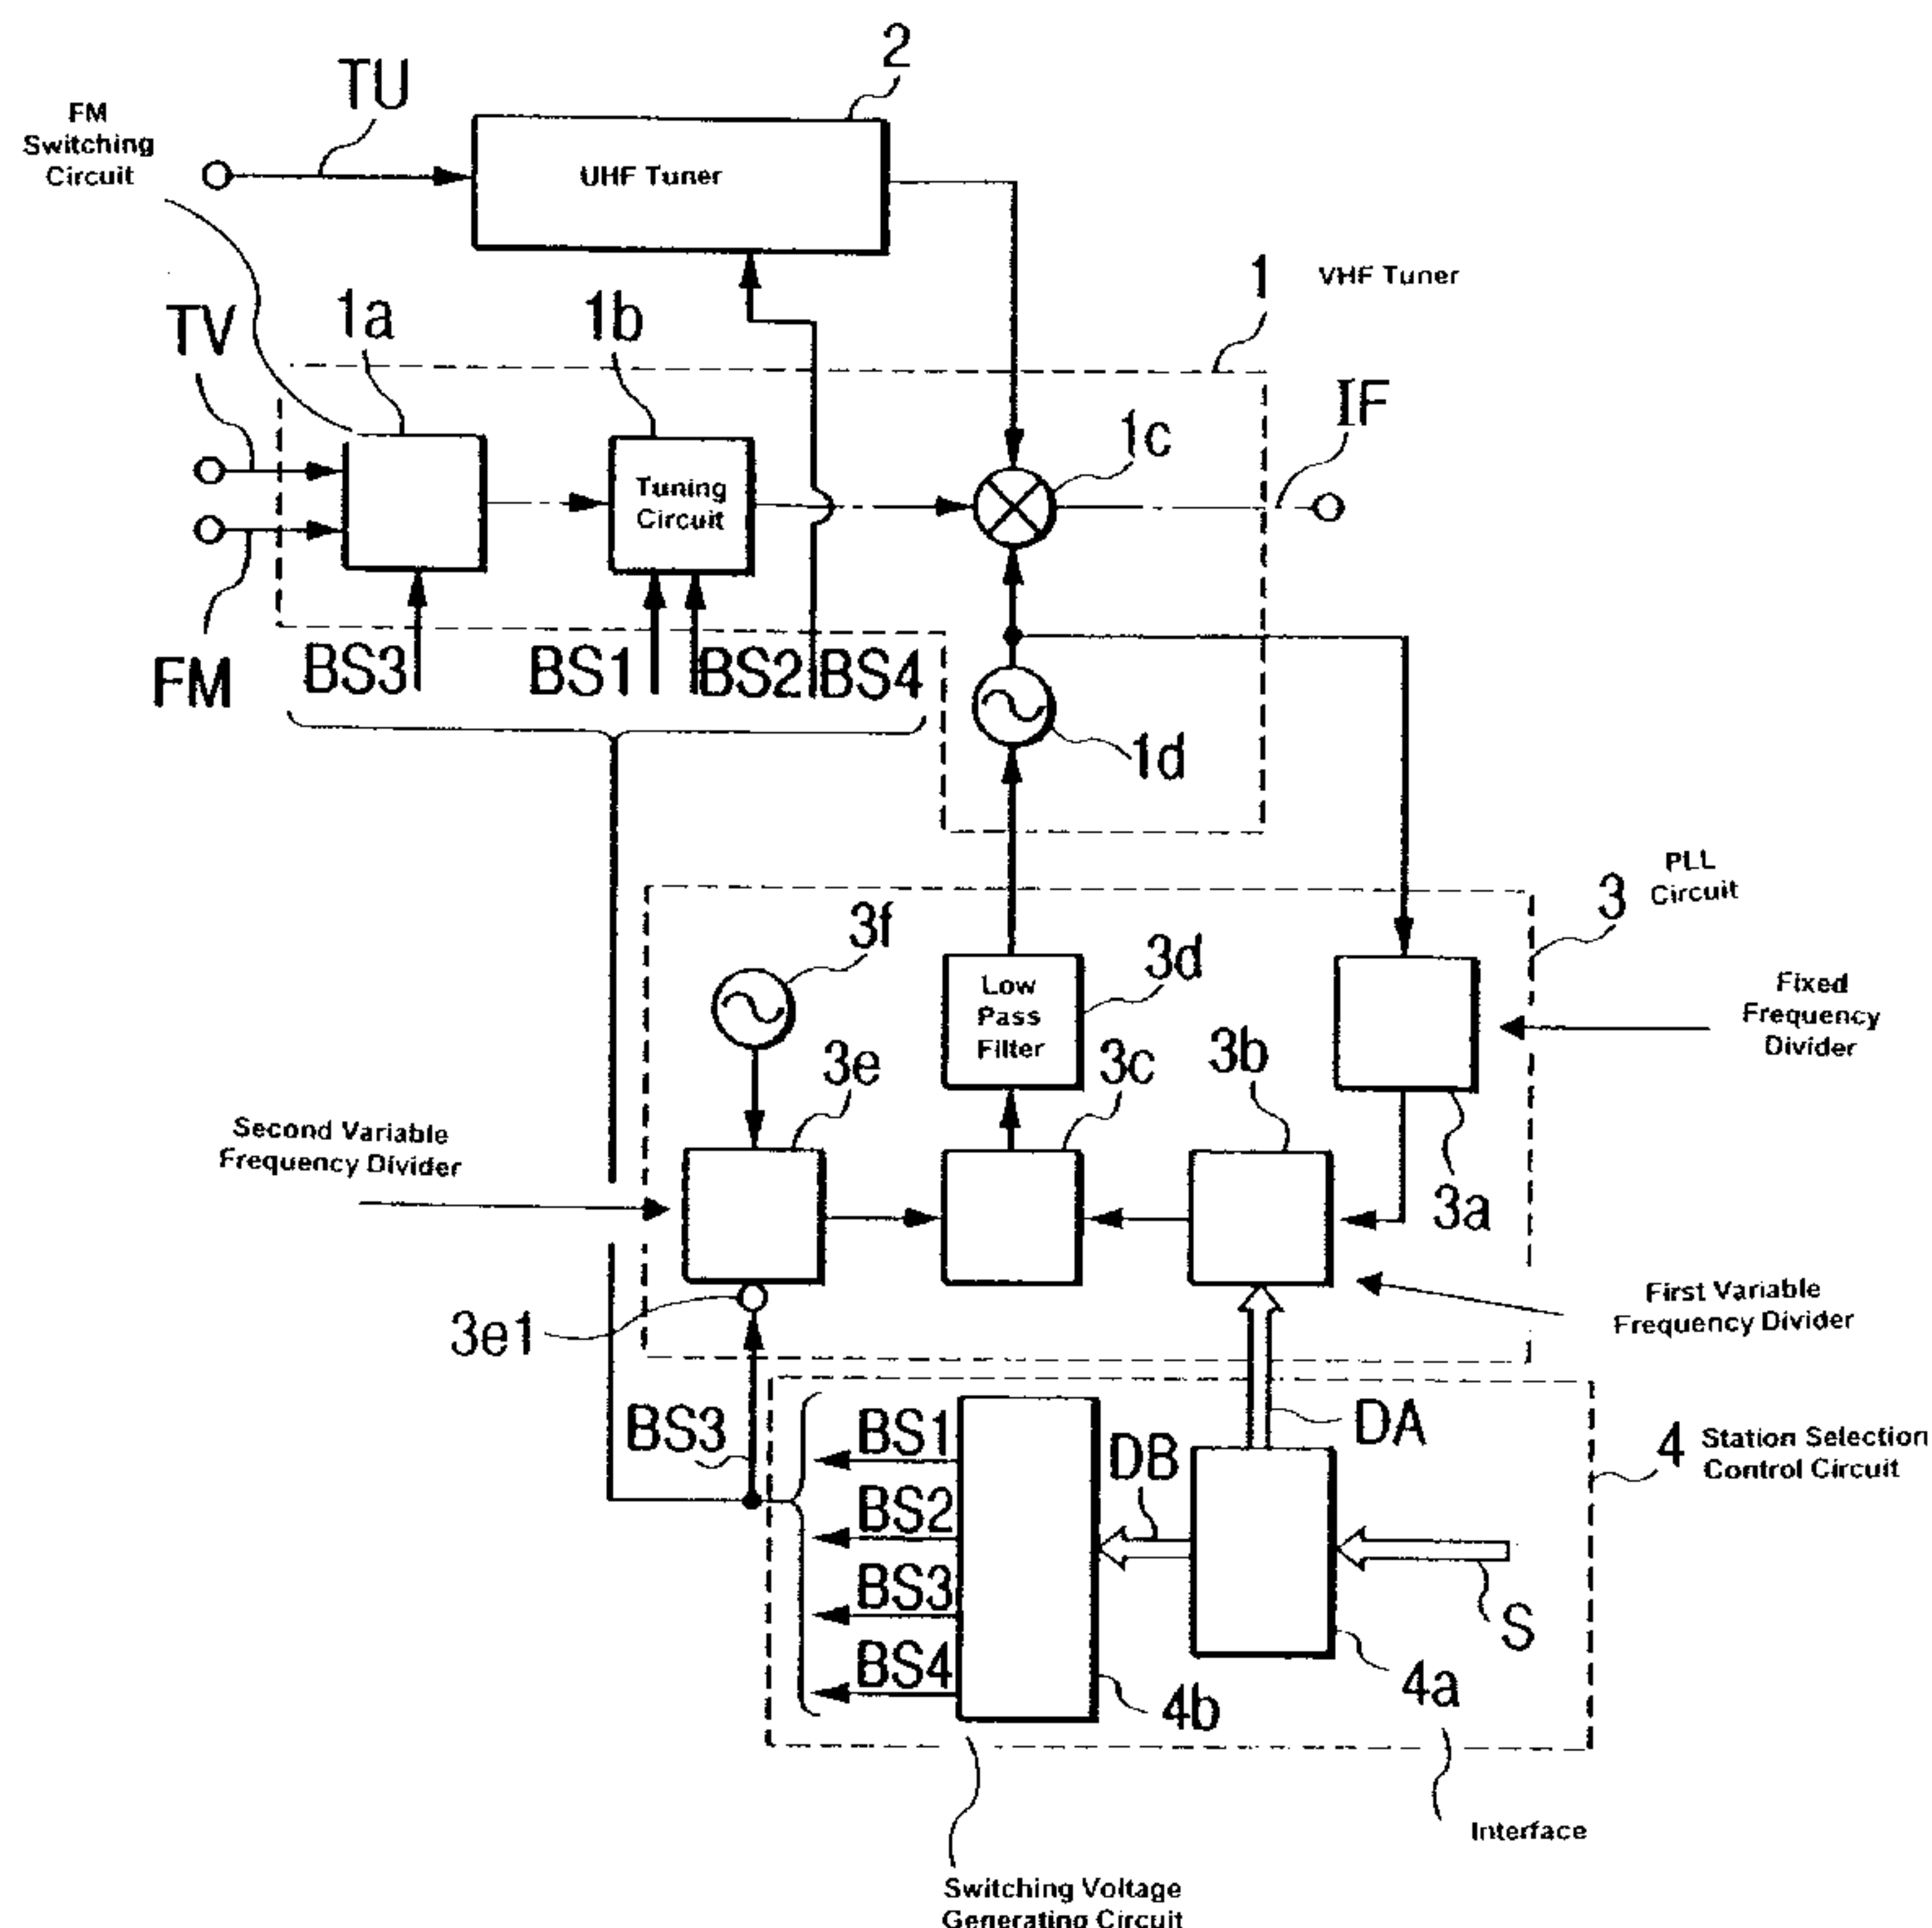 2
TU
FM
Switching
Circuit
UHF Tuner
1
VHF Tuner
TV
1a
1b
IF
1c
Tuning
Circuit
FM
BS3
BS1
BS2
BS4
1d
PLL
Circuit
3
3f
3d
Low
Pass
Filter
Fixed
Frequency
Divider
3e
3c
3b
Second Variable
Frequency Divider
3a
3e1
First Variable
Frequency Divider
BS3
BS1
BS2
BS3
BS4
DB
DA
4
Station Selection
Control Circuit
S
4a
4b
Interface
Switching Voltage
Generating Circuit